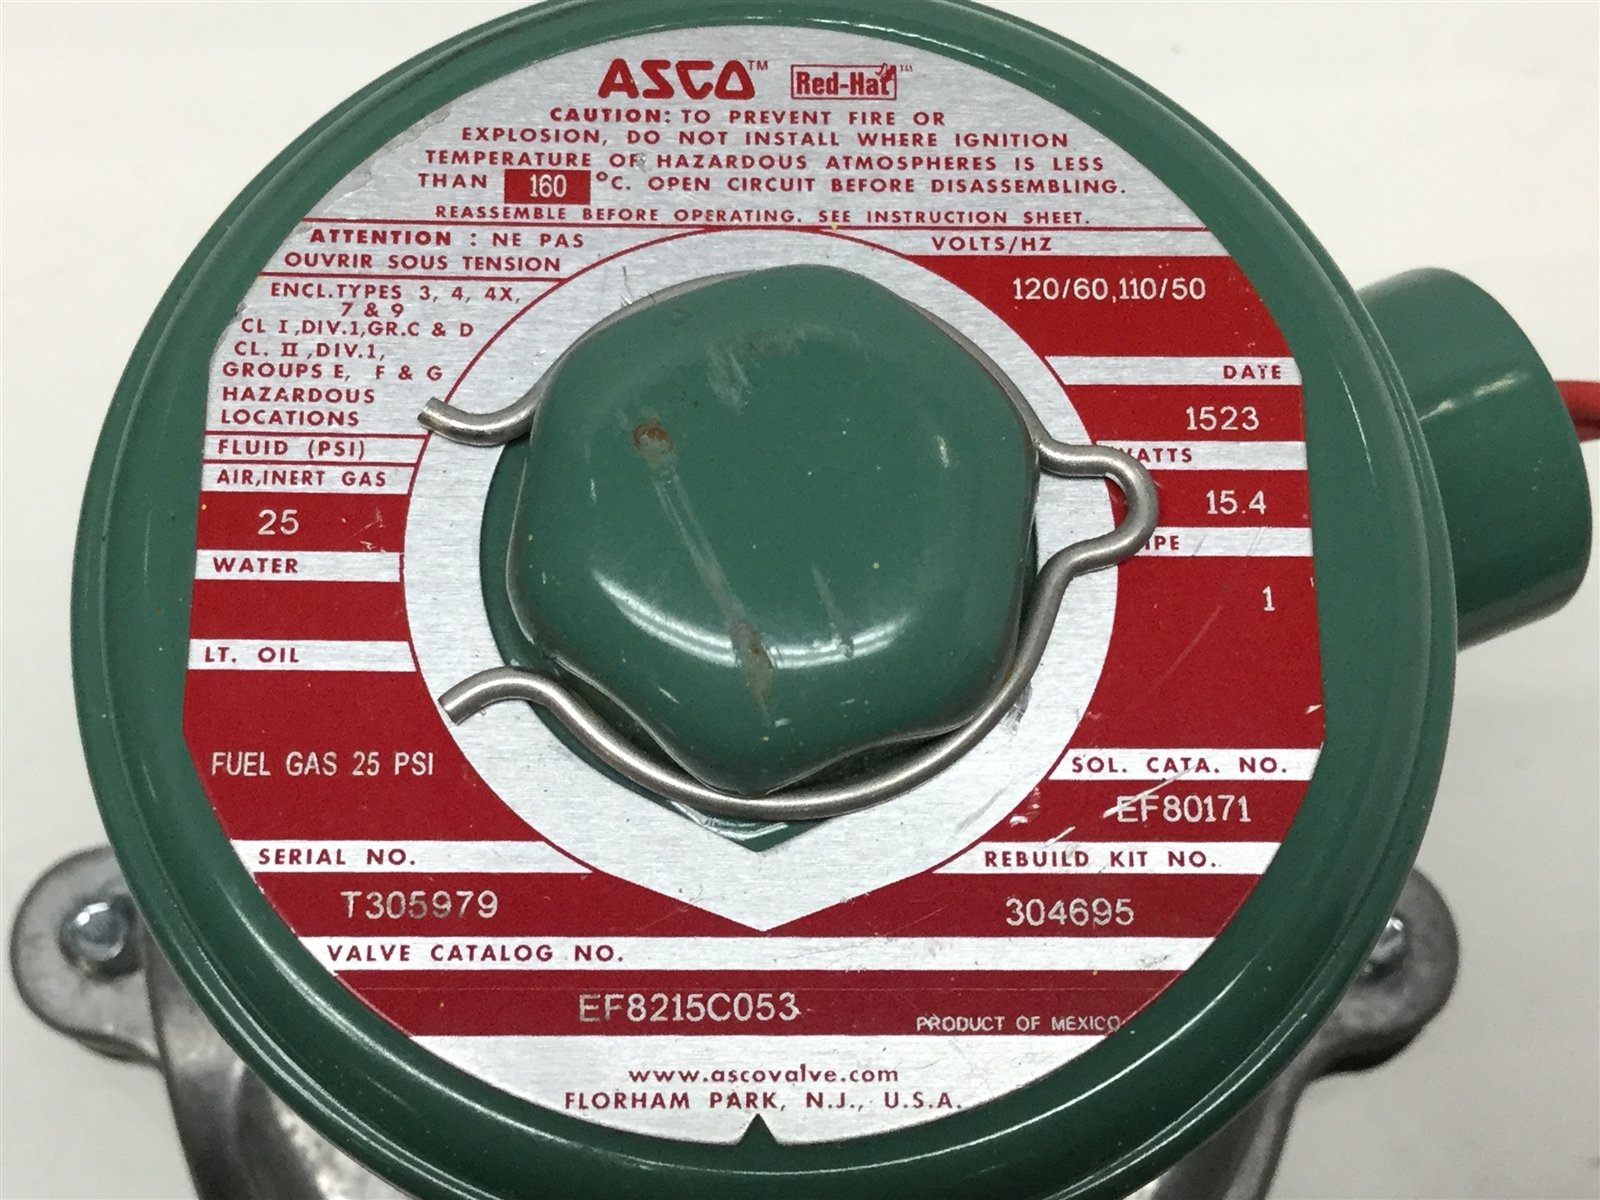 ASCO™ Red-Hat™
CAUTION: TO PREVENT FIRE OR
EXPLOSION, DO NOT INSTALL WHERE IGNITION
TEMPERATURE OF HAZARDOUS ATMOSPHERES IS LESS
THAN 160 °C. OPEN CIRCUIT BEFORE DISASSEMBLING.
REASSEMBLE BEFORE OPERATING. SEE INSTRUCTION SHEET.
ATTENTION : NE PAS
OUVRIR SOUS TENSION
ENCL.TYPES 3, 4, 4X,
7 & 9
CL I,DIV.1,GR.C & D
CL. II ,DIV.1,
GROUPS E, F & G
HAZARDOUS
LOCATIONS
FLUID (PSI)
AIR,INERT GAS
25
WATER
LT. OIL
FUEL GAS 25 PSI
VOLTS/HZ
120/60,110/50
DATE
1523
WATTS
15.4
PIPE
1
SOL. CATA. NO.
EF80171
SERIAL NO.
T305979
REBUILD KIT NO.
304695
VALVE CATALOG NO.
EF8215C053
PRODUCT OF MEXICO
www.ascovalve.com
FLORHAM PARK, N.J., U.S.A.